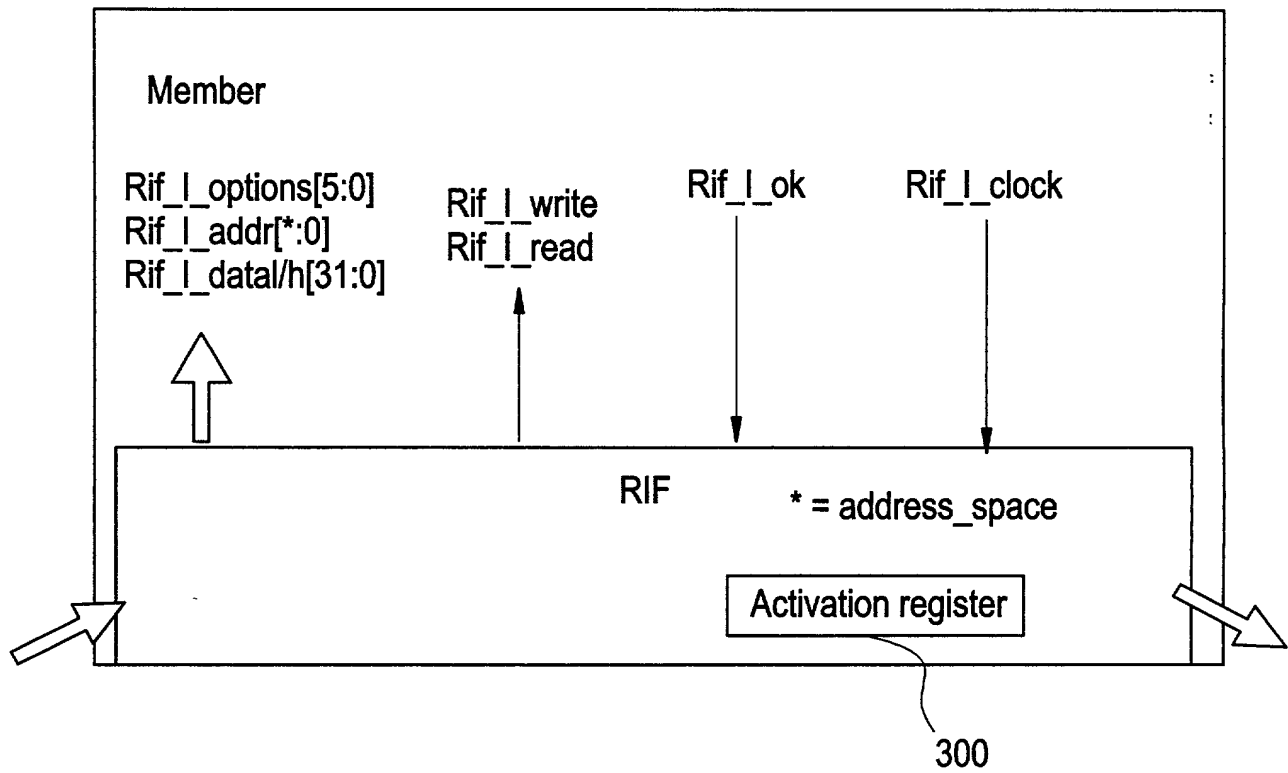 Member
Rif_I_options[5:0]
Rif_I_addr[*:0]
Rif_I_datal/h[31:0]
Rif_I_write
Rif_I_read
Rif_I_ok
Rif_I_clock
RIF
* = address_space
Activation register
300